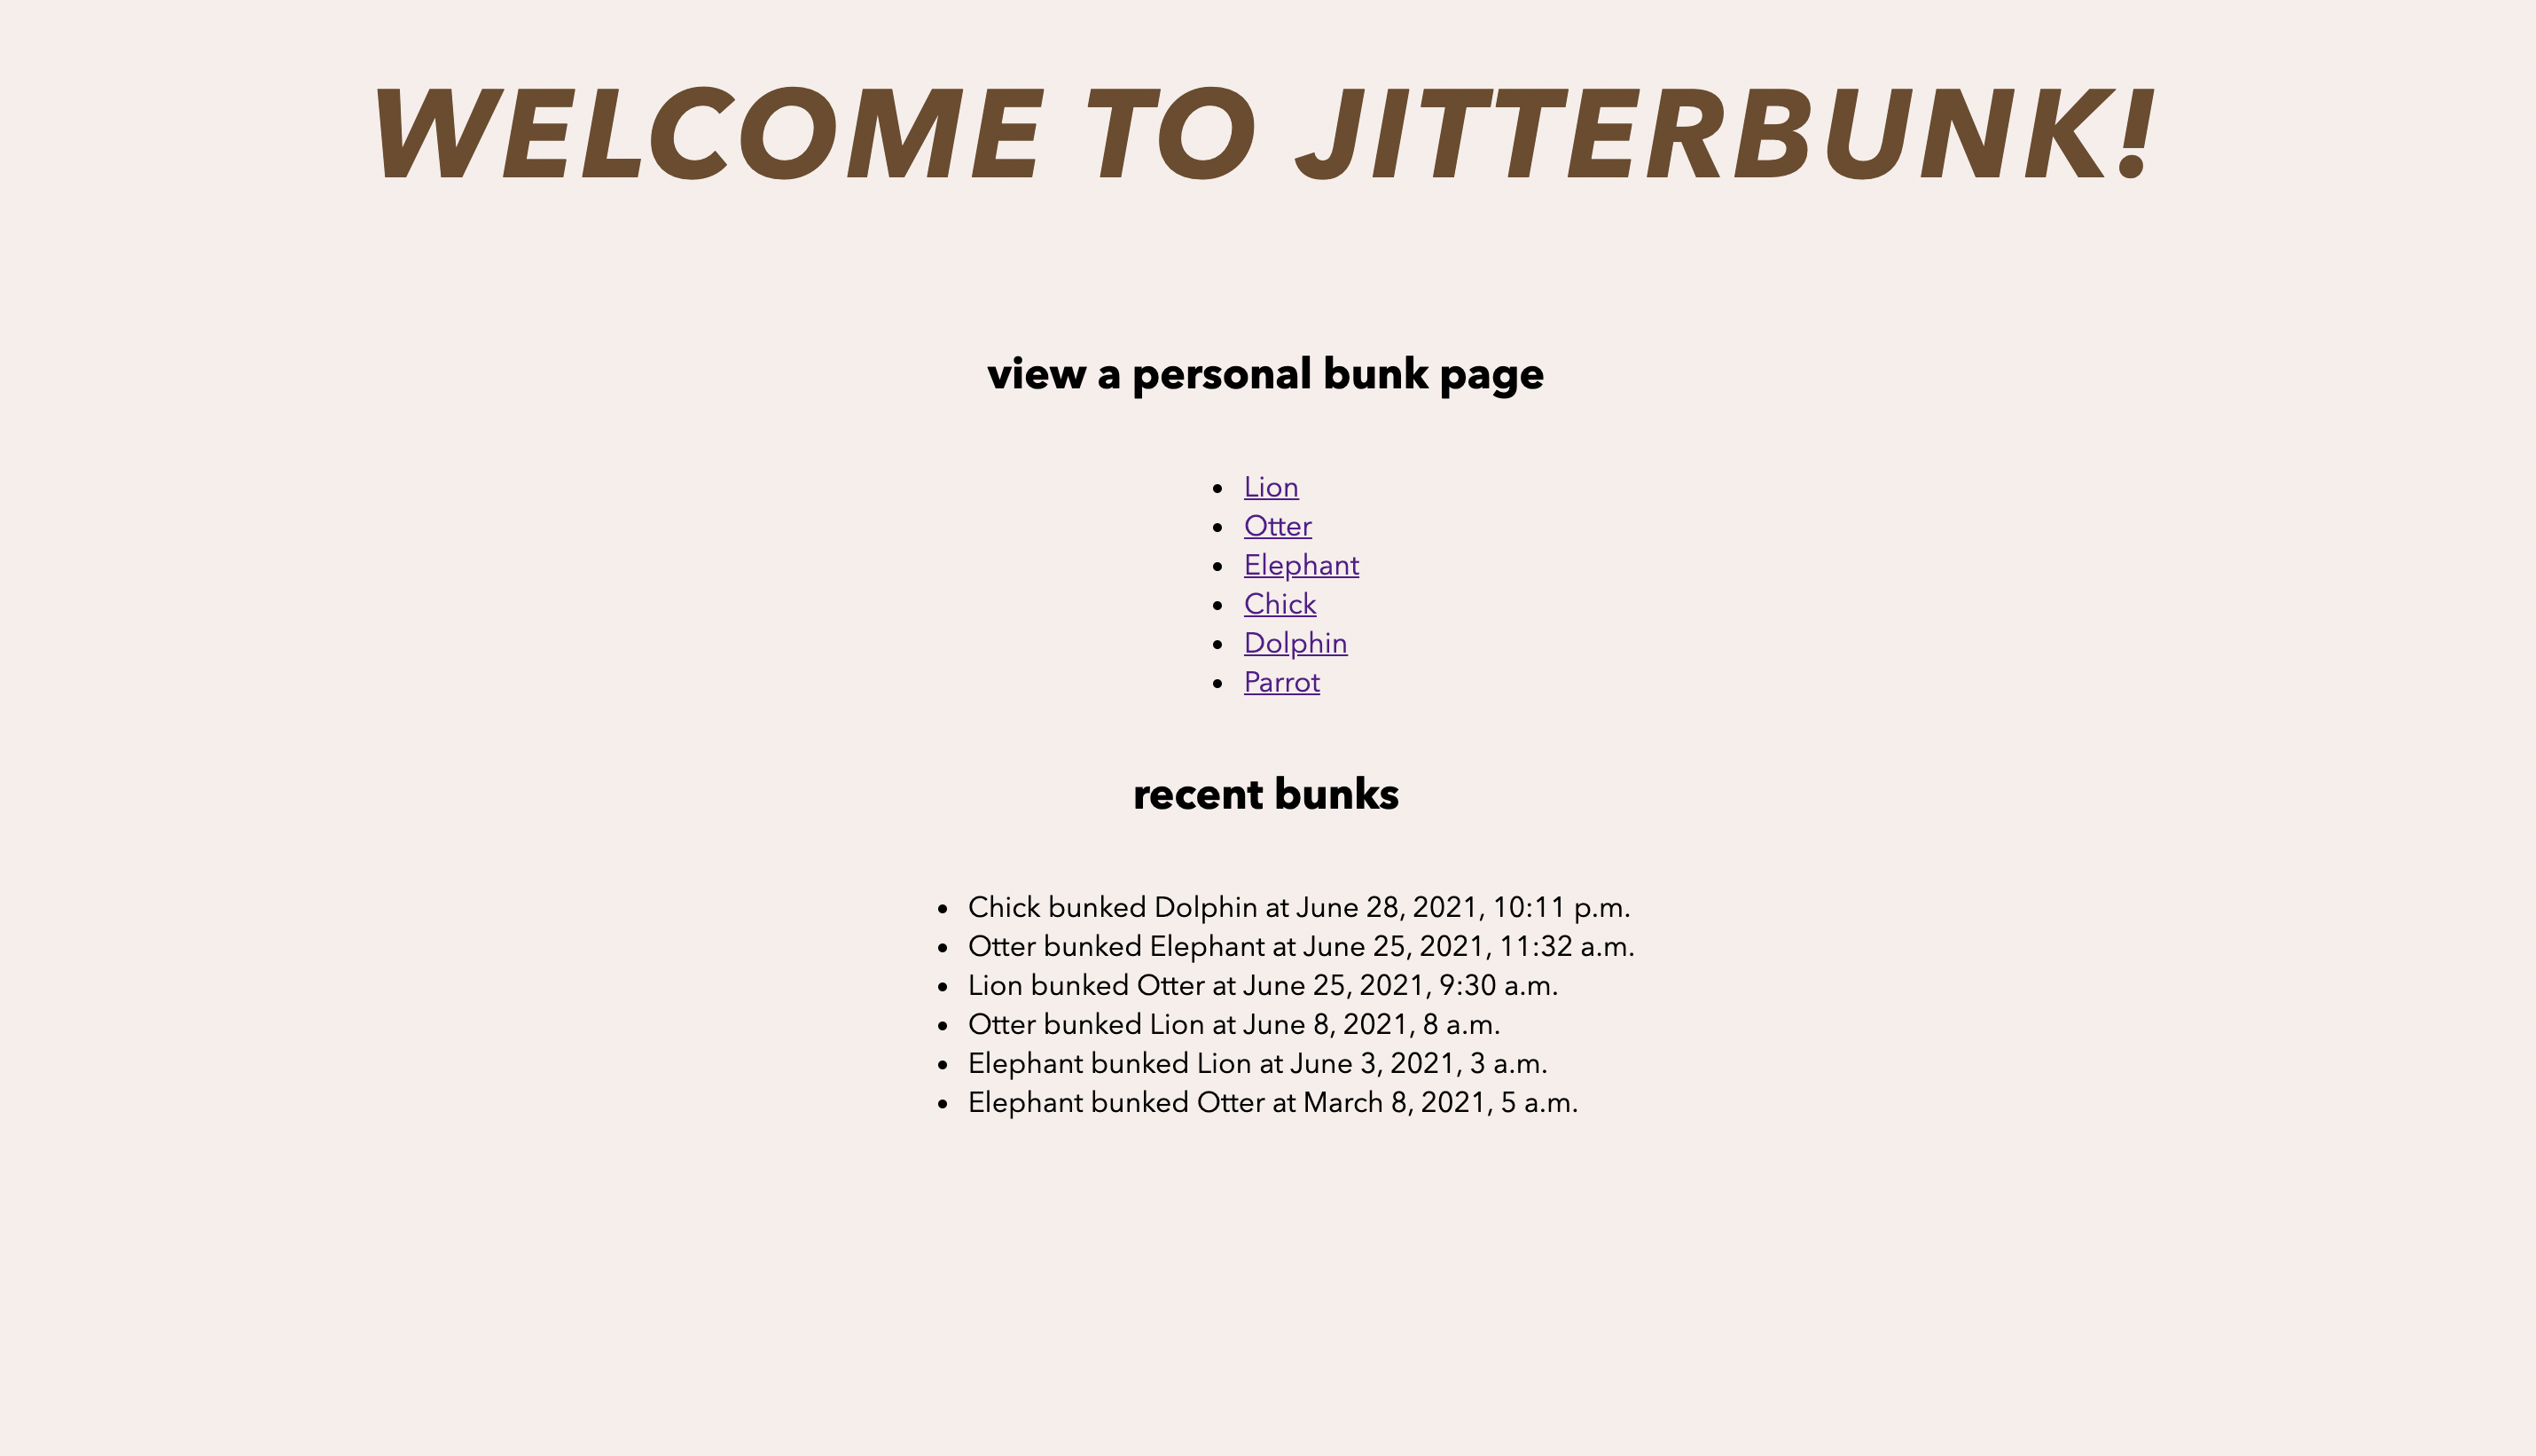 WELCOME TO JITTERBUNK!
view a personal bunk page
Lion
Otter
Elephant
Chick
Dolphin
Parrot
recent bunks
Chick bunked Dolphin at June 28, 2021, 10:11 p.m.
Otter bunked Elephant at June 25, 2021, 11:32 a.m.
Lion bunked Otter at June 25, 2021, 9:30 a.m.
Otter bunked Lion at June 8, 2021, 8 a.m.
Elephant bunked Lion at June 3, 2021, 3 a.m.
Elephant bunked Otter at March 8, 2021, 5 a.m.